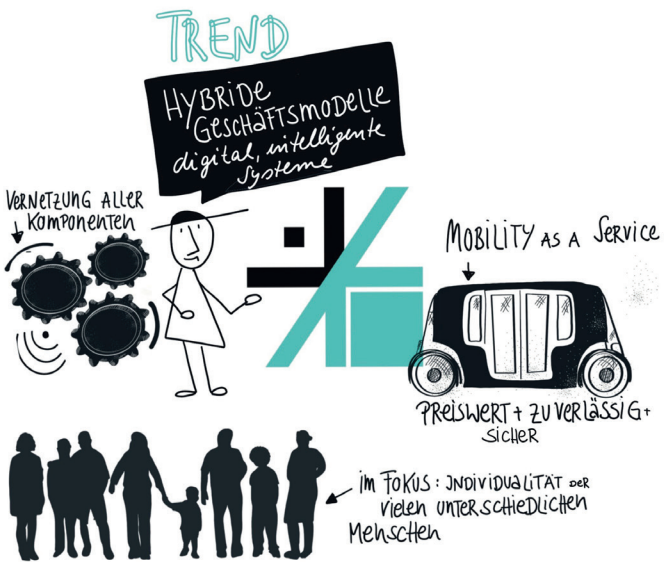 TREND
HYBRIDE
GESCHÄFTSMODELLE
digital, intelligente
Systeme
VERNETZUNG ALLER
KOMPONENTEN
MOBILITY AS A SERVICE
PREISWERT + ZUVERLÄSSIG +
SICHER
im FOKUS: INDIVIDUALITÄT DER
VIELEN UNTERSCHIEDLICHEN
MENSCHEN